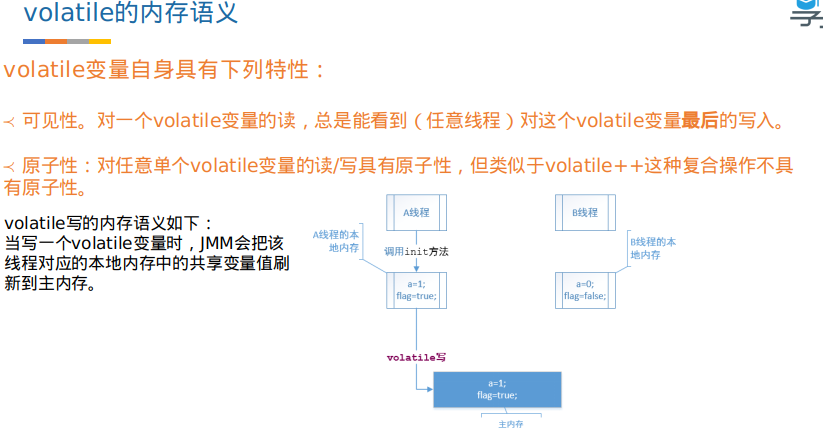 volatile的内存语义
volatile变量自身具有下列特性：
可见性。对一个volatile变量的读，总是能看到（任意线程）对这个volatile变量最后的写入。
原子性：对任意单个volatile变量的读/写具有原子性，但类似于volatile++这种复合操作不具
有原子性。
volatile写的内存语义如下：
当写一个volatile变量时，JMM会把该
线程对应的本地内存中的共享变量值刷
新到主内存。
A线程
B线程
A线程的本
地内存
B线程的本
地内存
调用init方法
a=1;
flag=true;
a=0;
flag=false;
volatile写
a=1;
flag=true;
主内存